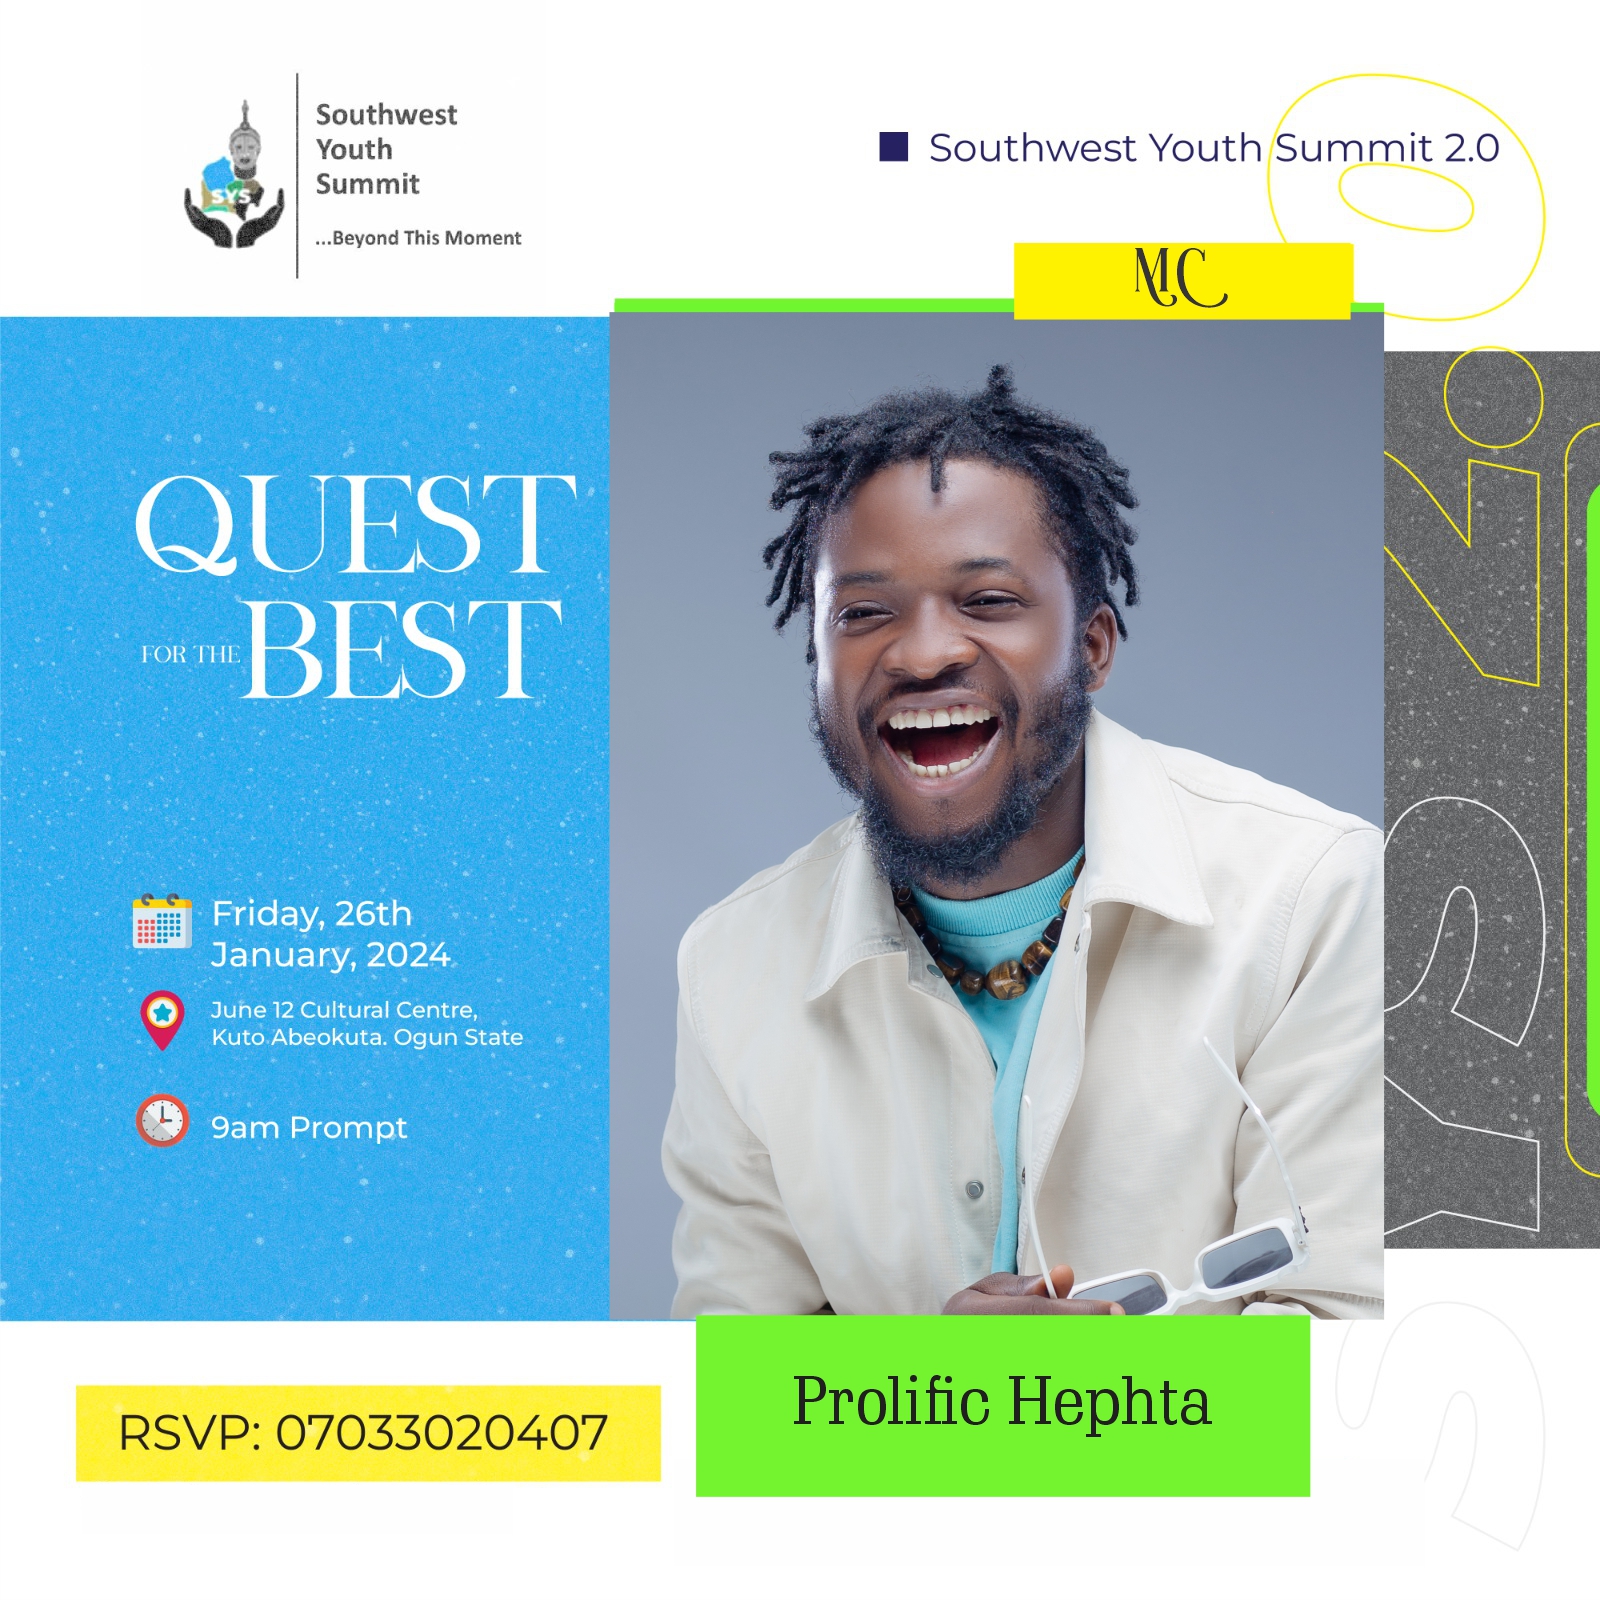 Southwest
Youth
Summit
...Beyond This Moment
SYS
Southwest Youth Summit 2.0
MC
QUEST
FOR THE BEST
Friday, 26th
January, 2024
June 12 Cultural Centre,
Kuto Abeokuta. Ogun State
9am Prompt
RSVP: 07033020407
Prolific Hephta
SYS 2.0